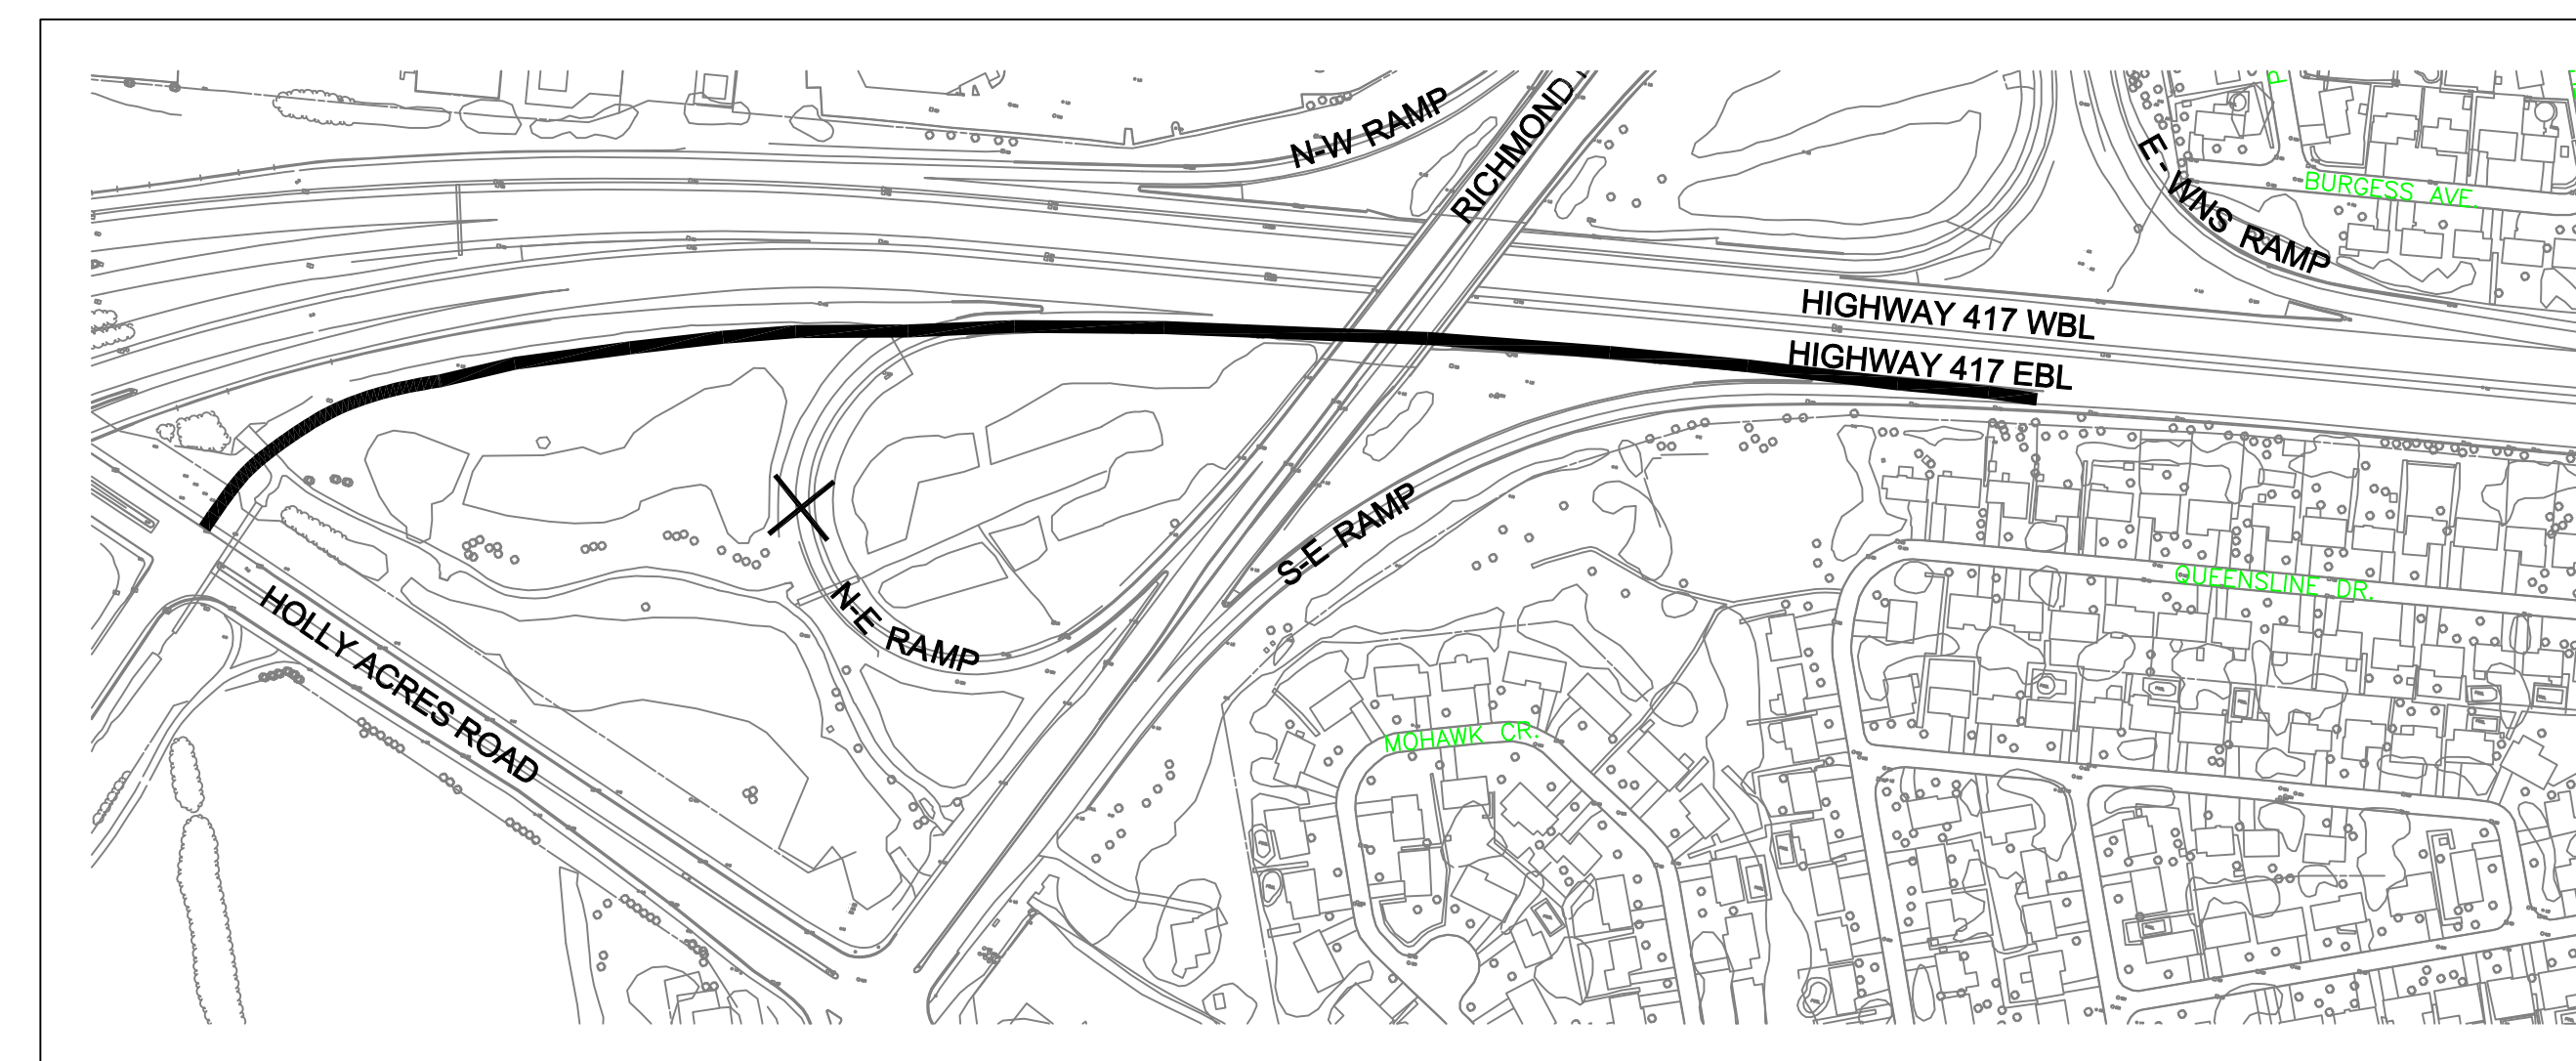 N-W RAMP
RICHMOND
E-WNS RAMP
BURGESS AVE.
HIGHWAY 417 WBL
HIGHWAY 417 EBL
S-E RAMP
N-E RAMP
HOLLY ACRES ROAD
QUEENSLINE DR.
MOHAWK CR.